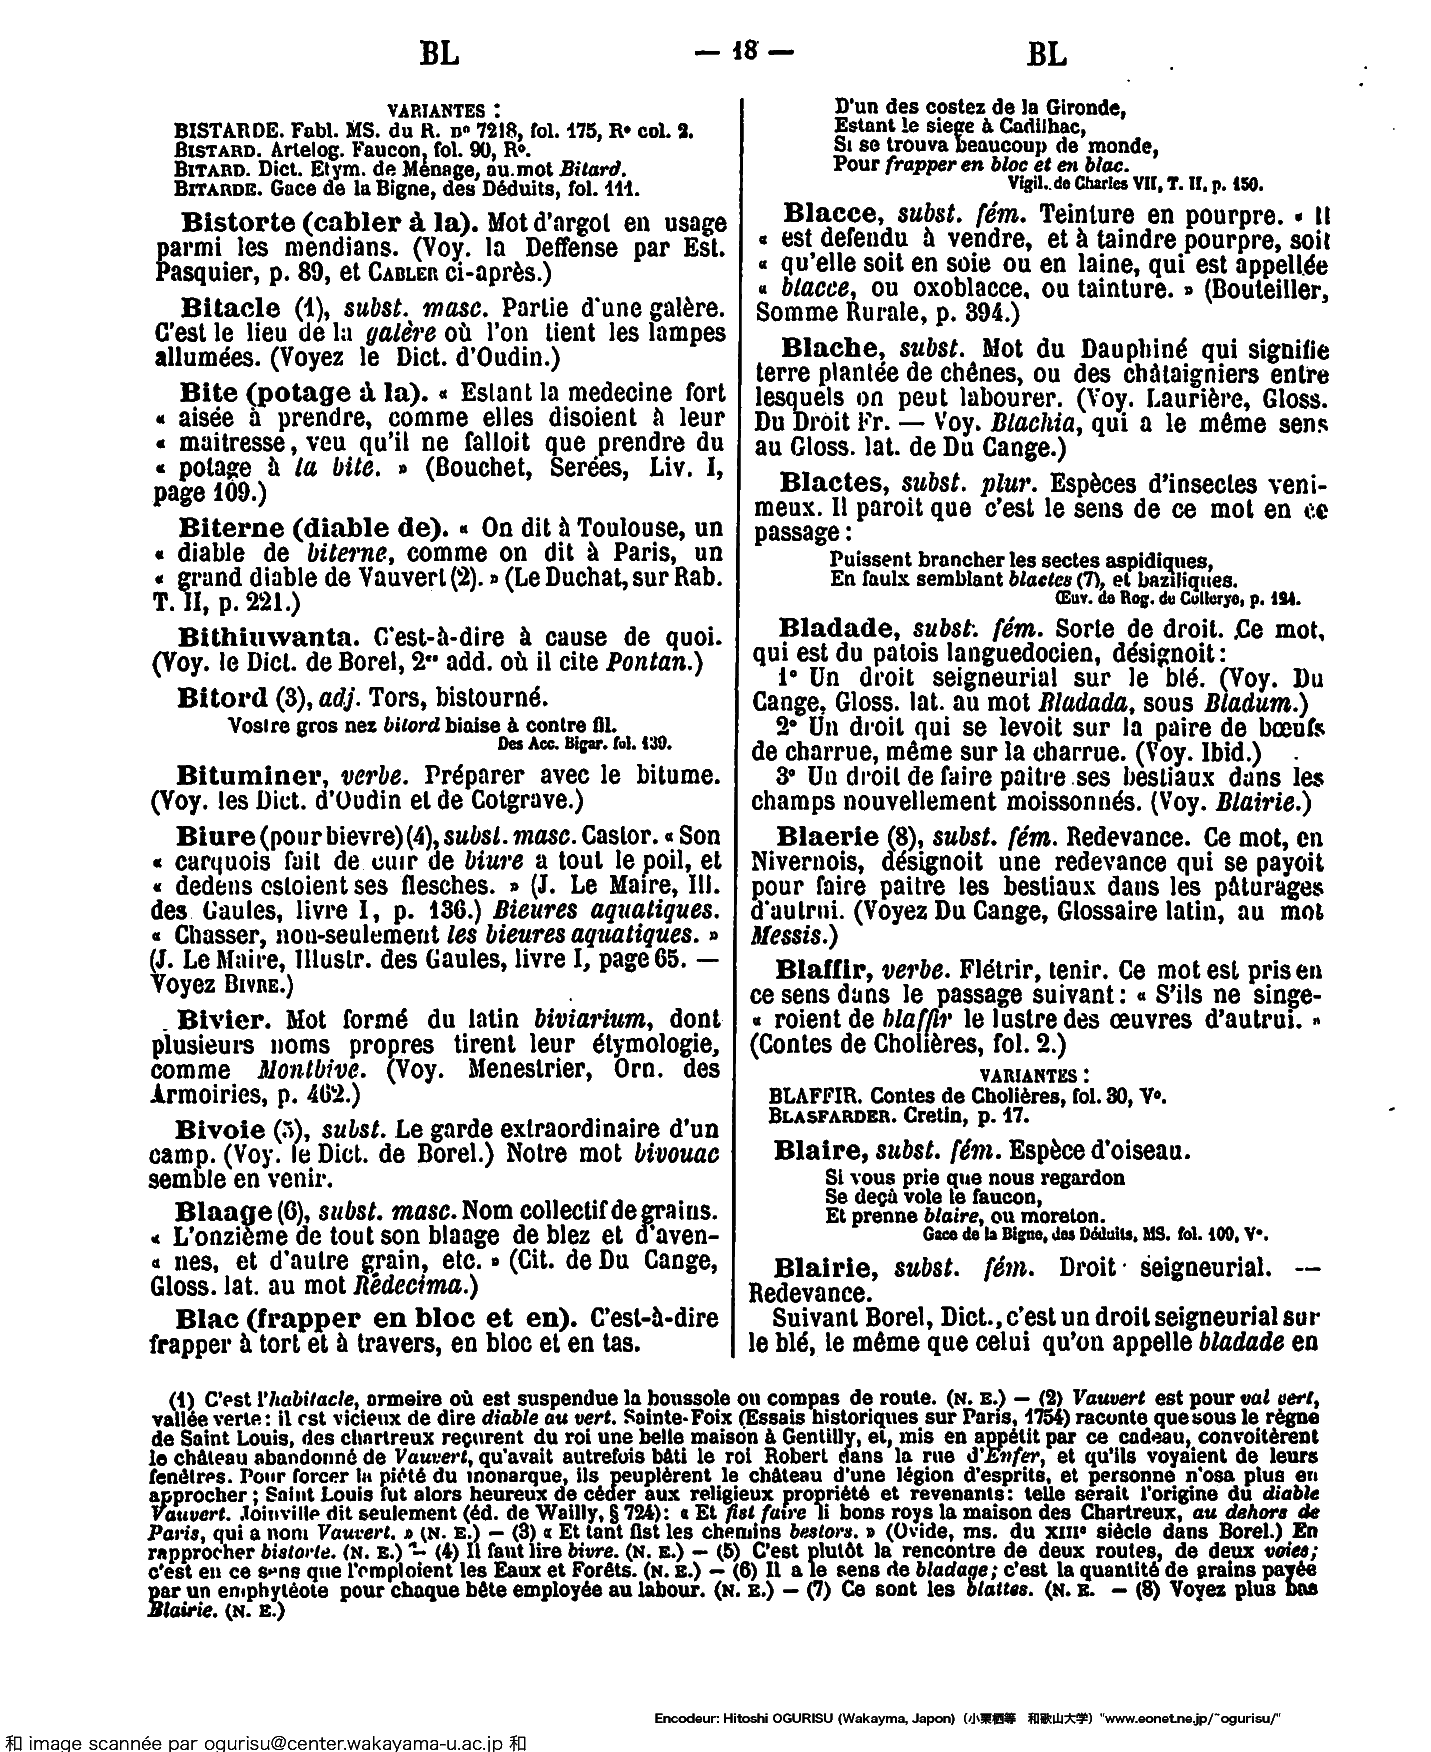 BL — 18 — BL
VARIANTES :
BISTARDE. Fabl. MS. du R. nº 7218, fol. 175, Rº col. 2.
BISTARD. Artelog. Faucon, fol. 90, Rº.
BITARD. Dict. Etym. de Ménage, au mot Bitard.
BITARDE. Gace de la Bigne, des Déduits, fol. 111.
Bistorte (cabler à la). Mot d'argot en usage
parmi les mendians. (Voy. la Deffense par Est.
Pasquier, p. 89, et CABLER ci-après.)
Bitacle (1), subst. masc. Partie d'une galère.
C'est le lieu de la galère où l'on tient les lampes
allumées. (Voyez le Dict. d'Oudin.)
Bite (potage à la). « Estant la medecine fort
« aisée à prendre, comme elles disoient à leur
« maitresse, veu qu'il ne falloit que prendre du
« potage à la bite. » (Bouchet, Serées, Liv. I,
page 109.)
Biterne (diable de). « On dit à Toulouse, un
« diable de biterne, comme on dit à Paris, un
« grand diable de Vauvert (2). » (Le Duchat, sur Rab.
T. II, p. 221.)
Bithiuwanta. C'est-à-dire à cause de quoi.
(Voy. le Dict. de Borel, 2es add. où il cite Pontan.)
Bitord (3), adj. Tors, bistourné.
Vostre gros nez bitord biaise à contre fil.
Des Acc. Bigar. fol. 139.
Bituminer, verbe. Préparer avec le bitume.
(Voy. les Dict. d'Oudin et de Cotgrave.)
Biure (pour bievre) (4), subst. masc. Castor. « Son
« carquois fait de cuir de biure a tout le poil, et
« dedens estoient ses flesches. » (J. Le Maire, Ill.
des Gaules, livre I, p. 136.) Bieures aquatiques.
« Chasser, non-seulement les bieures aquatiques. »
(J. Le Maire, Illustr. des Gaules, livre I, page 65. —
Voyez BIVRE.)
Bivier. Mot formé du latin biviarium, dont
plusieurs noms propres tirent leur étymologie,
comme Montbive. (Voy. Menestrier, Orn. des
Armoiries, p. 462.)
Bivoie (5), subst. Le garde extraordinaire d'un
camp. (Voy. le Dict. de Borel.) Notre mot bivouac
semble en venir.
Blaage (6), subst. masc. Nom collectif de grains.
« L'onzième de tout son blaage de blez et d'aven-
« nes, et d'autre grain, etc. » (Cit. de Du Cange,
Gloss. lat. au mot Rédecima.)
Blac (frapper en bloc et en). C'est-à-dire
frapper à tort et à travers, en bloc et en tas.
D'un des costez de la Gironde,
Estant le siege à Cadilhac,
Si se trouva beaucoup de monde,
Pour frapper en bloc et en blac.
Vigil. de Charles VII, T. II, p. 150.
Blacce, subst. fém. Teinture en pourpre. « Il
« est defendu à vendre, et à taindre pourpre, soit
« qu'elle soit en soie ou en laine, qui est appellée
« blacce, ou oxoblacce, ou tainture. » (Bouteiller,
Somme Rurale, p. 394.)
Blache, subst. Mot du Dauphiné qui signifie
terre plantée de chênes, ou des châtaigniers entre
lesquels on peut labourer. (Voy. Laurière, Gloss.
Du Droit Fr. — Voy. Blachia, qui a le même sens
au Gloss. lat. de Du Cange.)
Blactes, subst. plur. Espèces d'insectes veni-
meux. Il paroit que c'est le sens de ce mot en ce
passage :
Puissent brancher les sectes aspidiques,
En faulx semblant blactes (7), et baziliques.
Œuv. de Rog. de Collerye, p. 124.
Bladade, subst. fém. Sorte de droit. Ce mot,
qui est du patois languedocien, désignoit :
1º Un droit seigneurial sur le blé. (Voy. Du
Cange, Gloss. lat. au mot Bladada, sous Bladum.)
2º Un droit qui se levoit sur la paire de bœufs
de charrue, même sur la charrue. (Voy. Ibid.)
3º Un droit de faire paitre ses bestiaux dans les
champs nouvellement moissonnés. (Voy. Blairie.)
Blaerie (8), subst. fém. Redevance. Ce mot, en
Nivernois, désignoit une redevance qui se payoit
pour faire paitre les bestiaux dans les pâturages
d'autrui. (Voyez Du Cange, Glossaire latin, au mot
Messis.)
Blaffir, verbe. Flétrir, tenir. Ce mot est pris en
ce sens dans le passage suivant : « S'ils ne singe-
« roient de blaffir le lustre des œuvres d'autrui. »
(Contes de Cholières, fol. 2.)
VARIANTES :
BLAFFIR. Contes de Cholières, fol. 30, Vº.
BLASFARDER. Cretin, p. 17.
Blaire, subst. fém. Espèce d'oiseau.
Si vous prie que nous regardon
Se deçà vole le faucon,
Et prenne blaire, ou moreton.
Gace de la Bigne, des Déduits, MS. fol. 100, Vº.
Blairie, subst. fém. Droit seigneurial. —
Redevance.
Suivant Borel, Dict., c'est un droit seigneurial sur
le blé, le même que celui qu'on appelle bladade en
(1) C'est l'habitacle, armoire où est suspendue la boussole ou compas de route. (N. E.) — (2) Vauvert est pour val vert,
vallée verte : il est vicieux de dire diable au vert. Sainte-Foix (Essais historiques sur Paris, 1754) raconte que sous le règne
de Saint Louis, des chartreux reçurent du roi une belle maison à Gentilly, et, mis en appétit par ce cadeau, convoitèrent
le château abandonné de Vauvert, qu'avait autrefois bâti le roi Robert dans la rue d'Enfer, et qu'ils voyaient de leurs
fenêtres. Pour forcer la piété du monarque, ils peuplèrent le château d'une légion d'esprits, et personne n'osa plus en
approcher ; Saint Louis fut alors heureux de céder aux religieux propriété et revenants : telle serait l'origine du diable
Vauvert. Joinville dit seulement (éd. de Wailly, § 724) : « Et fist faire li bons roys la maison des Chartreux, au dehors de
Paris, qui a nom Vauvert. » (N. E.) — (3) « Et tant fist les chemins bestors. » (Ovide, ms. du XIIIe siècle dans Borel.) En
rapprocher bistorte. (N. E.) — (4) Il faut lire bivre. (N. E.) — (5) C'est plutôt la rencontre de deux routes, de deux voies ;
c'est en ce sens que l'emploient les Eaux et Forêts. (N. E.) — (6) Il a le sens de bladage ; c'est la quantité de grains payée
par un emphytéote pour chaque bête employée au labour. (N. E.) — (7) Ce sont les blattes. (N. E. — (8) Voyez plus bas
Blairie. (N. E.)
Encodeur: Hitoshi OGURISU (Wakayma, Japon) (小栗栖等 和歌山大学) "www.eonet.ne.jp/~ogurisu/"
和 image scannée par ogurisu@center.wakayama-u.ac.jp 和